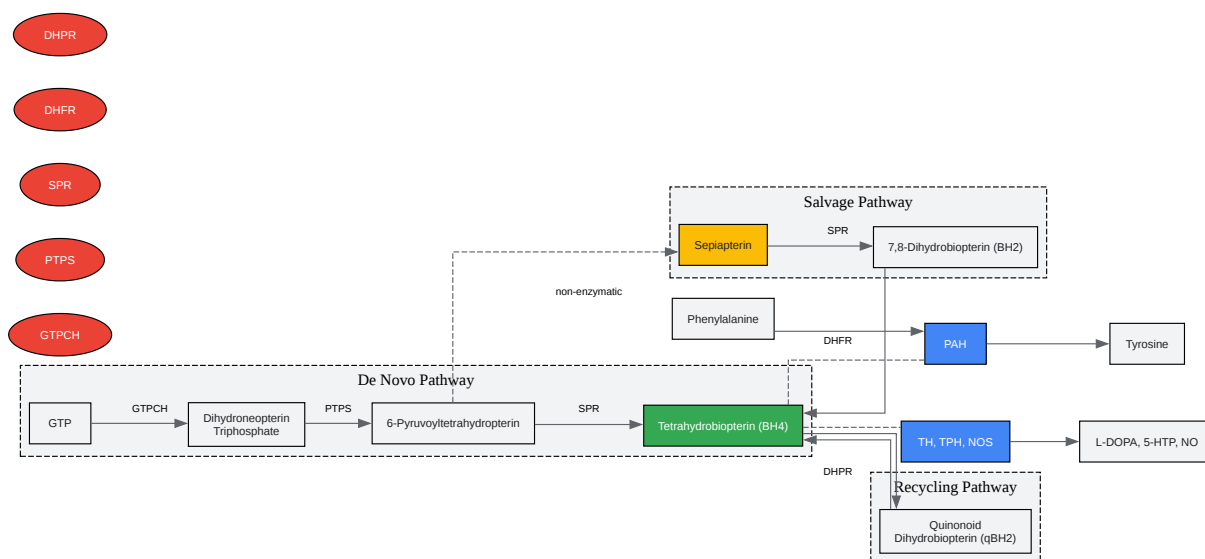 DHPR
DHFR
SPR
PTPS
GTPCH
Salvage Pathway
Sepiapterin
SPR
7,8-Dihydrobiopterin (BH2)
non-enzymatic
Phenylalanine
DHFR
PAH
Tyrosine
De Novo Pathway
GTP
GTPCH
Dihydroneopterin
Triphosphate
PTPS
6-Pyruvoyltetrahydropterin
SPR
Tetrahydrobiopterin (BH4)
TH, TPH, NOS
L-DOPA, 5-HTP, NO
DHPR
Recycling Pathway
Quinonoid
Dihydrobiopterin (qBH2)